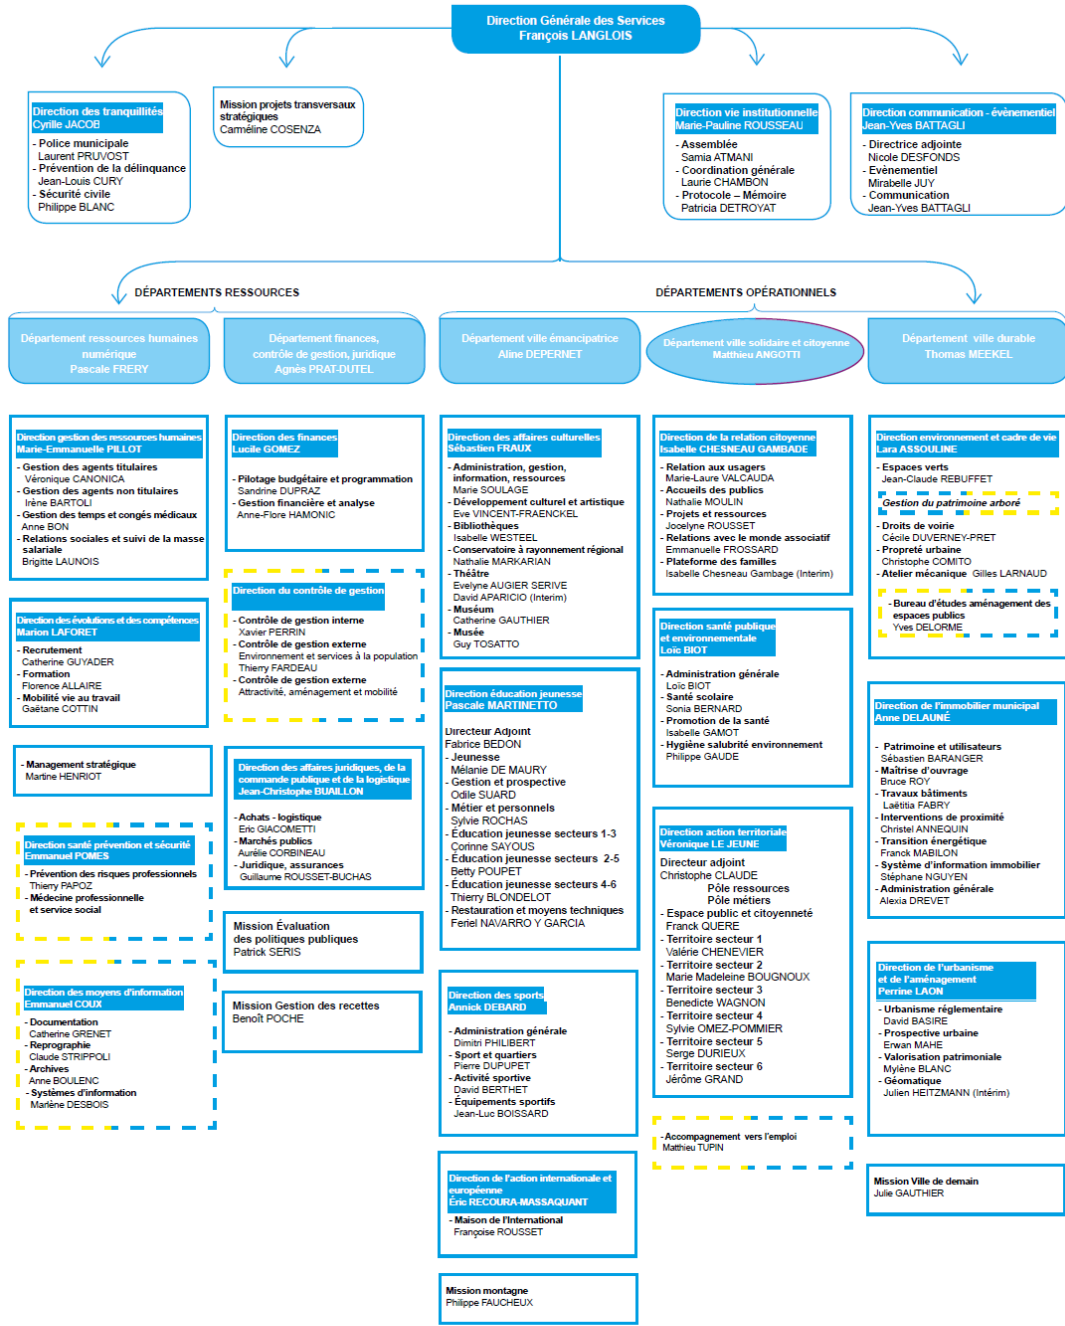 Direction Générale des Services
François LANGLOIS
Direction des tranquillités
Cyrille JACOB
- Police municipale
Laurent PRUVOST
- Prévention de la délinquance
Jean-Louis CURY
- Sécurité civile
Philippe BLANC
Mission projets transversaux
stratégiques
Carméline COSENZA
Direction vie institutionnelle
Marie-Pauline ROUSSEAU
- Assemblée
Samia ATMANI
- Coordination générale
Laurie CHAMBON
- Protocole – Mémoire
Patricia DETROYAT
Direction communication - évènementiel
Jean-Yves BATTAGLI
- Directrice adjointe
Nicole DESFONDS
- Evènementiel
Mirabelle JUY
- Communication
Jean-Yves BATTAGLI
DÉPARTEMENTS RESSOURCES
DÉPARTEMENTS OPÉRATIONNELS
Département ressources humaines
numérique
Pascale FRERY
Département finances,
contrôle de gestion, juridique
Agnès PRAT-DUTEL
Département ville émancipatrice
Aline DEPERNET
Département ville solidaire et citoyenne
Matthieu ANGOTTI
Département ville durable
Thomas MEEKEL
Direction gestion des ressources humaines
Marie-Emmanuelle PILLOT
- Gestion des agents titulaires
Véronique CANONICA
- Gestion des agents non titulaires
Irène BARTOLI
- Gestion des temps et congés médicaux
Anne BON
- Relations sociales et suivi de la masse
salariale
Brigitte LAUNOIS
Direction des évolutions et des compétences
Marion LAFORET
- Recrutement
Catherine GUYADER
- Formation
Florence ALLAIRE
- Mobilité vie au travail
Gaëtane COTTIN
- Management stratégique
Martine HENRIOT
Direction santé prévention et sécurité
Emmanuel POMES
- Prévention des risques professionnels
Thierry PAPOZ
- Médecine professionnelle
et service social
Direction des moyens d'information
Emmanuel COUX
- Documentation
Catherine GRENET
- Reprographie
Claude STRIPPOLI
- Archives
Anne BOULENC
- Systèmes d'information
Marlène DESBOIS
Direction des finances
Lucile GOMEZ
- Pilotage budgétaire et programmation
Sandrine DUPRAZ
- Gestion financière et analyse
Anne-Flore HAMONIC
Direction du contrôle de gestion
- Contrôle de gestion interne
Xavier PERRIN
- Contrôle de gestion externe
Environnement et services à la population
Thierry FARDEAU
- Contrôle de gestion externe
Attractivité, aménagement et mobilité
Direction des affaires juridiques, de la
commande publique et de la logistique
Jean-Christophe BUAILLON
- Achats - logistique
Eric GIACOMETTI
- Marchés publics
Aurélie CORBINEAU
- Juridique, assurances
Guillaume ROUSSET-BUCHAS
Mission Évaluation
des politiques publiques
Patrick SERIS
Mission Gestion des recettes
Benoît POCHE
Direction des affaires culturelles
Sébastien FRAUX
- Administration, gestion,
information, ressources
Marie SOULAGE
- Développement culturel et artistique
Eve VINCENT-FRAENCKEL
- Bibliothèques
Isabelle WESTEEL
- Conservatoire à rayonnement régional
Nathalie MARKARIAN
- Théâtre
Evelyne AUGIER SERIVE
David APARICIO (Interim)
- Muséum
Catherine GAUTHIER
- Musée
Guy TOSATTO
Direction éducation jeunesse
Pascale MARTINETTO
Directeur Adjoint
Fabrice BEDON
- Jeunesse
Mélanie DE MAURY
- Gestion et prospective
Odile SUARD
- Métier et personnels
Sylvie ROCHAS
- Éducation jeunesse secteurs 1-3
Corinne SAYOUS
- Éducation jeunesse secteurs 2-5
Betty POUPET
- Éducation jeunesse secteurs 4-6
Thierry BLONDELOT
- Restauration et moyens techniques
Feriel NAVARRO Y GARCIA
Direction des sports
Annick DEBARD
- Administration générale
Dimitri PHILIBERT
- Sport et quartiers
Pierre DUPUPET
- Activité sportive
David BERTHET
- Équipements sportifs
Jean-Luc BOISSARD
Direction de l'action internationale et
européenne
Éric RECOURA-MASSAQUANT
- Maison de l'International
Françoise ROUSSET
Mission montagne
Philippe FAUCHEUX
Direction de la relation citoyenne
Isabelle CHESNEAU GAMBADE
- Relation aux usagers
Marie-Laure VALCAUDA
- Accueils des publics
Nathalie MOULIN
- Projets et ressources
Jocelyne ROUSSET
- Relations avec le monde associatif
Emmanuelle FROSSARD
- Plateforme des familles
Isabelle Chesneau Gambage (Interim)
Direction santé publique
et environnementale
Loïc BIOT
- Administration générale
Loïc BIOT
- Santé scolaire
Sonia BERNARD
- Promotion de la santé
Isabelle GAMOT
- Hygiène salubrité environnement
Philippe GAUDE
Direction action territoriale
Véronique LE JEUNE
Directeur adjoint
Christophe CLAUDE
Pôle ressources
Pôle métiers
- Espace public et citoyenneté
Franck QUERE
- Territoire secteur 1
Valérie CHENEVIER
- Territoire secteur 2
Marie Madeleine BOUGNOUX
- Territoire secteur 3
Benedicte WAGNON
- Territoire secteur 4
Sylvie OMEZ-POMMIER
- Territoire secteur 5
Serge DURIEUX
- Territoire secteur 6
Jérôme GRAND
- Accompagnement vers l'emploi
Matthieu TUPIN
Direction environnement et cadre de vie
Lara ASSOULINE
- Espaces verts
Jean-Claude REBUFFET
Gestion du patrimoine arboré
- Droits de voirie
Cécile DUVERNEY-PRET
- Propreté urbaine
Christophe COMITO
- Atelier mécanique Gilles LARNAUD
- Bureau d'études aménagement des
espaces publics
Yves DELORME
Direction de l'immobilier municipal
Anne DELAUNÉ
- Patrimoine et utilisateurs
Sébastien BARANGER
- Maîtrise d'ouvrage
Bruce ROY
- Travaux bâtiments
Laëtitia FABRY
- Interventions de proximité
Christel ANNEQUIN
- Transition énergétique
Franck MABILON
- Système d'information immobilier
Stéphane NGUYEN
- Administration générale
Alexia DREVET
Direction de l'urbanisme
et de l'aménagement
Perrine LAON
- Urbanisme réglementaire
David BASIRE
- Prospective urbaine
Erwan MAHE
- Valorisation patrimoniale
Mylène BLANC
- Géomatique
Julien HEITZMANN (Intérim)
Mission Ville de demain
Julie GAUTHIER